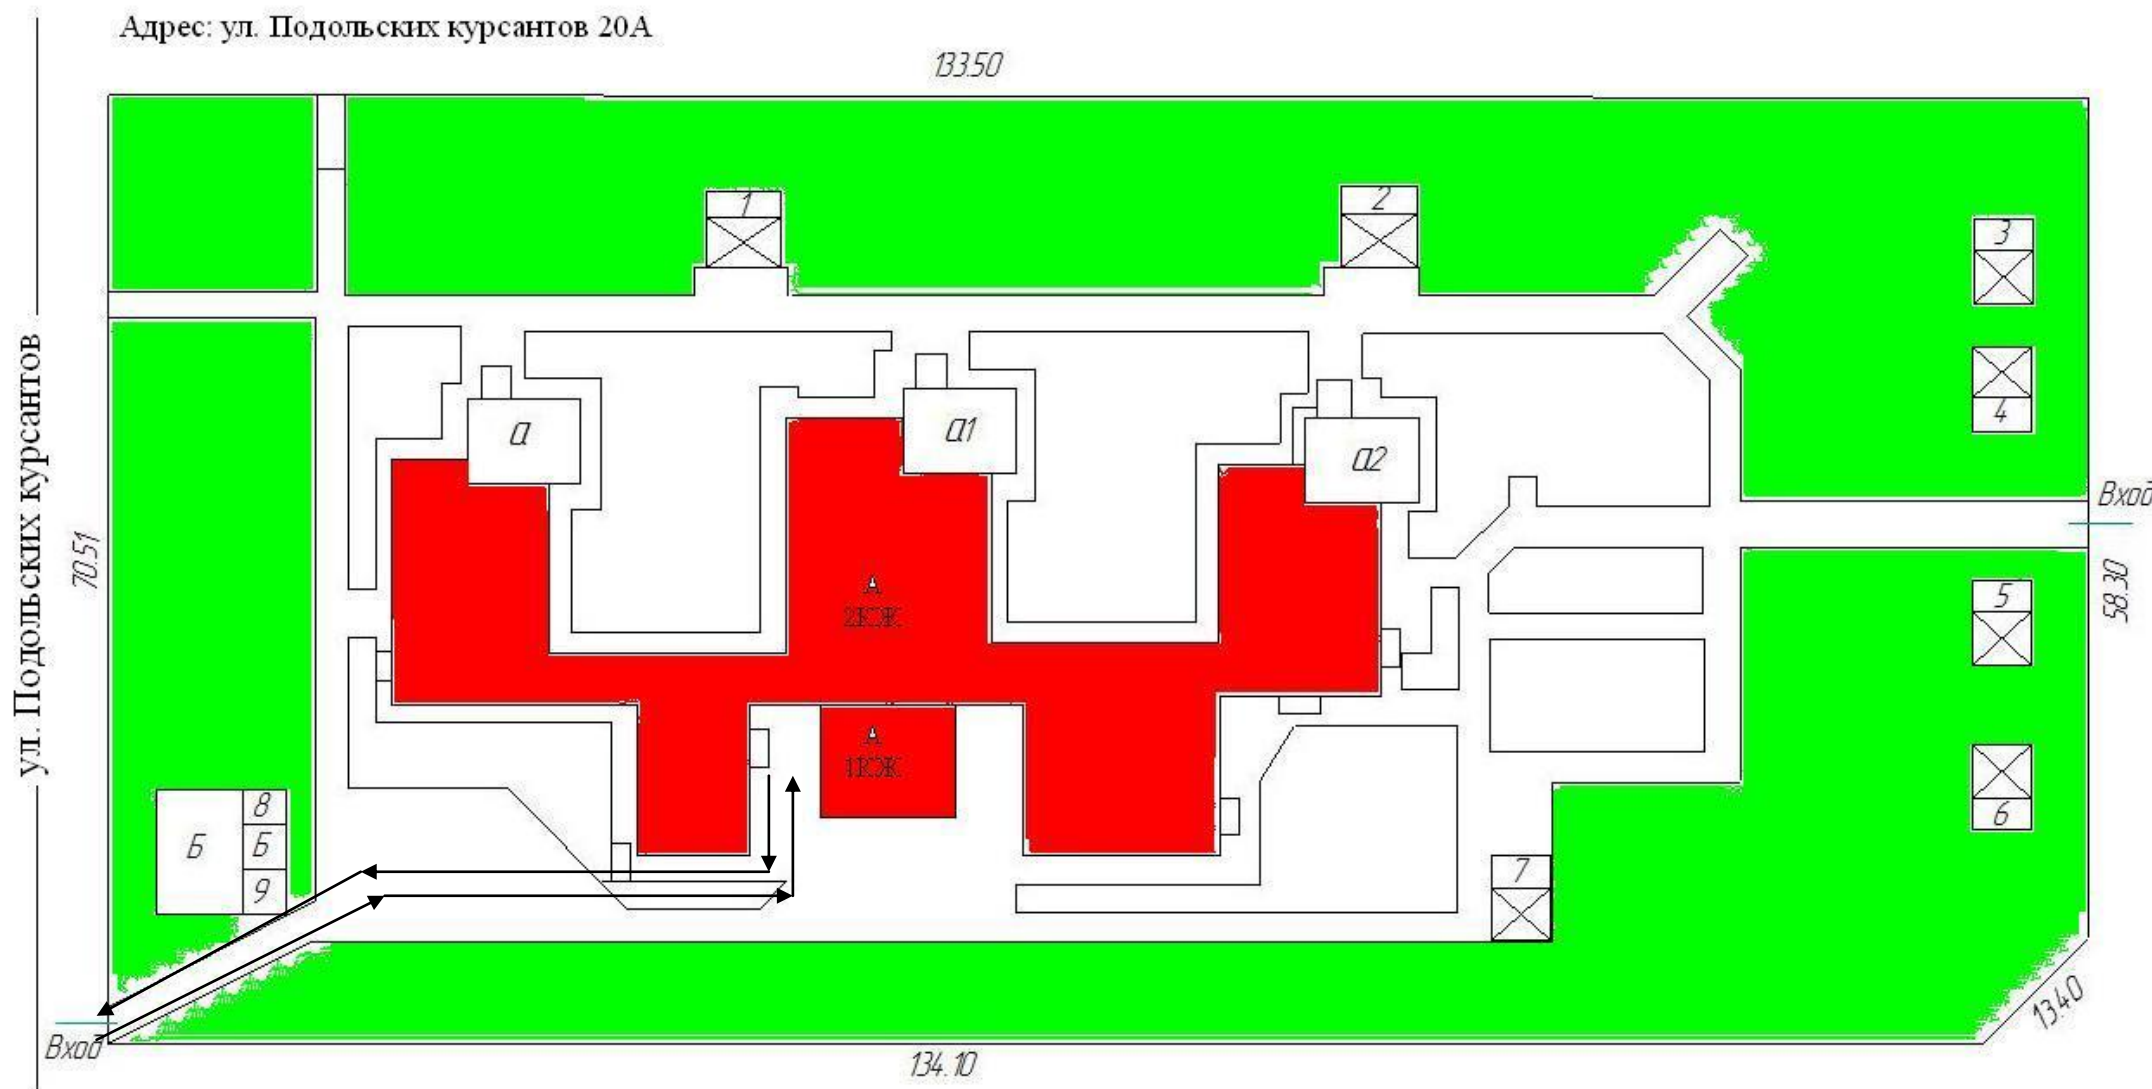 Адрес: ул. Подольских курсантов 20А
133.50
1
2
3
а
а1
а2
4
Вход
ул. Подольских курсантов
70.51
А
2КЖ
5
58.30
А
1КЖ
8
Б
Б
9
6
7
13.40
Вход
134.10